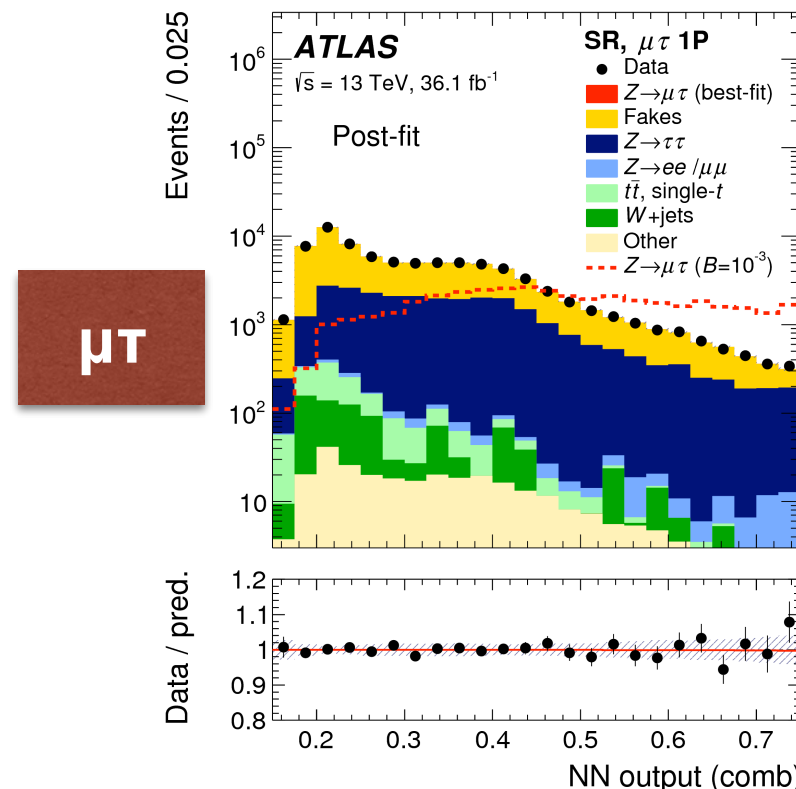 μτ
Events / 0.025
10⁶
10⁵
10⁴
10³
10²
10
ATLAS
√s = 13 TeV, 36.1 fb⁻¹
Post-fit
SR, μτ 1P
Data
Z→μτ (best-fit)
Fakes
Z→ττ
Z→ee /μμ
tt̄, single-t
W+jets
Other
Z→μτ (B=10⁻³)
Data / pred.
1.2
1.1
1
0.9
0.8
0.2 0.3 0.4 0.5 0.6 0.7
NN output (comb)